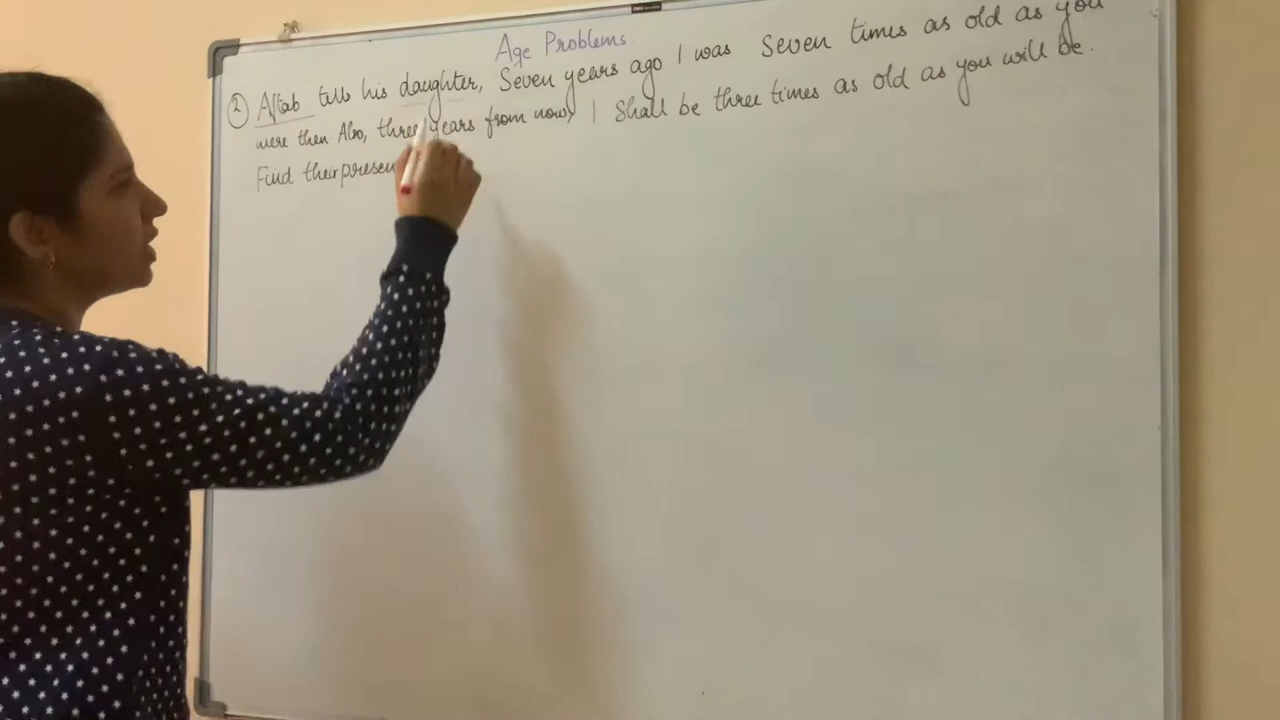 Age Problems
② Aftab tells his daughter, Seven years ago I was seven times as old as you
were then Also, three years from now, I shall be three times as old as you will be.
Find their presen